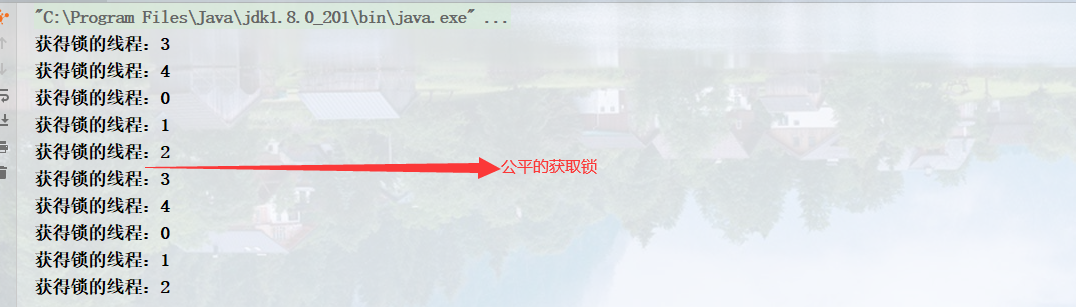 "C:\Program Files\Java\jdk1.8.0_201\bin\java.exe" ...
获得锁的线程：3
获得锁的线程：4
获得锁的线程：0
获得锁的线程：1
获得锁的线程：2
公平的获取锁
获得锁的线程：3
获得锁的线程：4
获得锁的线程：0
获得锁的线程：1
获得锁的线程：2